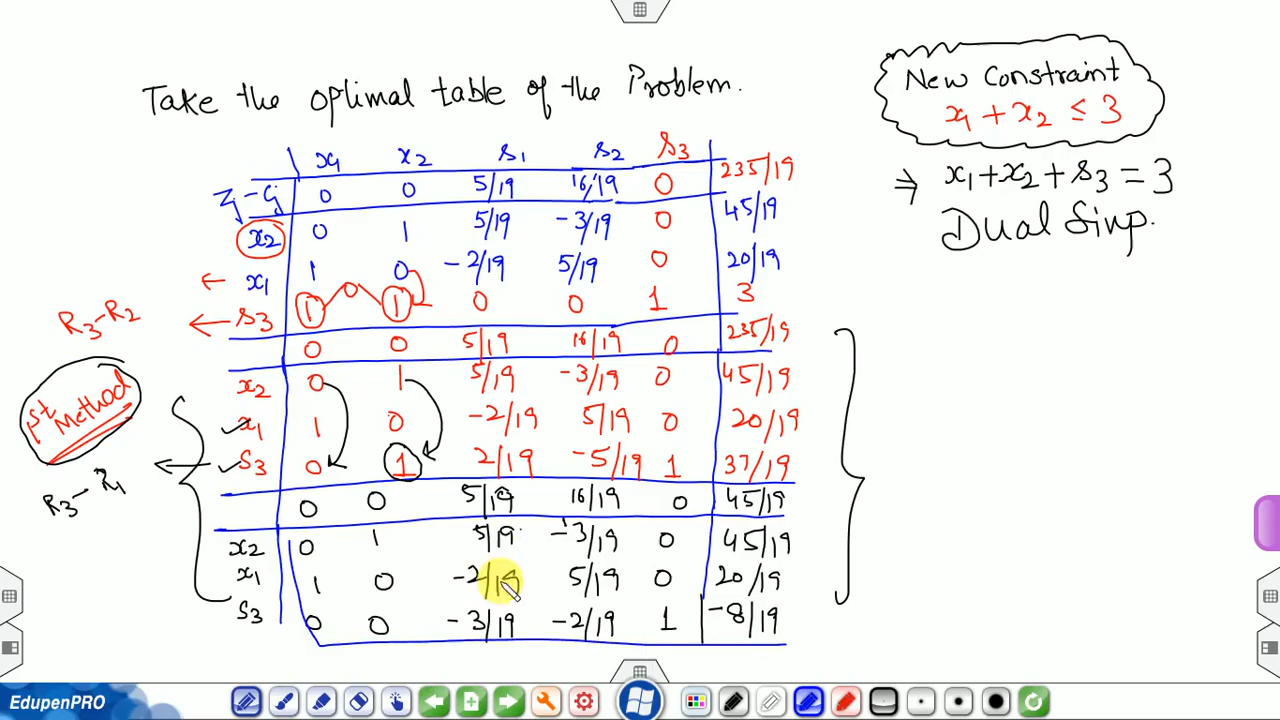 Take the optimal table of the Problem.
New Constraint
x1 + x2 ≤ 3
⇒ x1 + x2 + s3 = 3
Dual Simp.
x1 x2 s1 s2 s3
Zj-Cj 0 0 5/19 16/19 0 235/19
x2 0 1 5/19 -3/19 0 45/19
← x1 1 0 -2/19 5/19 0 20/19
R3-R2 ← s3 1 0 1 0 0 1 3
0 0 5/19 16/19 0 235/19
x2 0 1 5/19 -3/19 0 45/19
1st Method
✓ x1 1 0 -2/19 5/19 0 20/19
← ✓ s3 0 1 2/19 -5/19 1 37/19
R3-R1
0 0 5/19 16/19 0 45/19
x2 0 1 5/19 -3/19 0 45/19
x1 1 0 -2/19 5/19 0 20/19
s3 0 0 -3/19 -2/19 1 -8/19
EdupenPRO